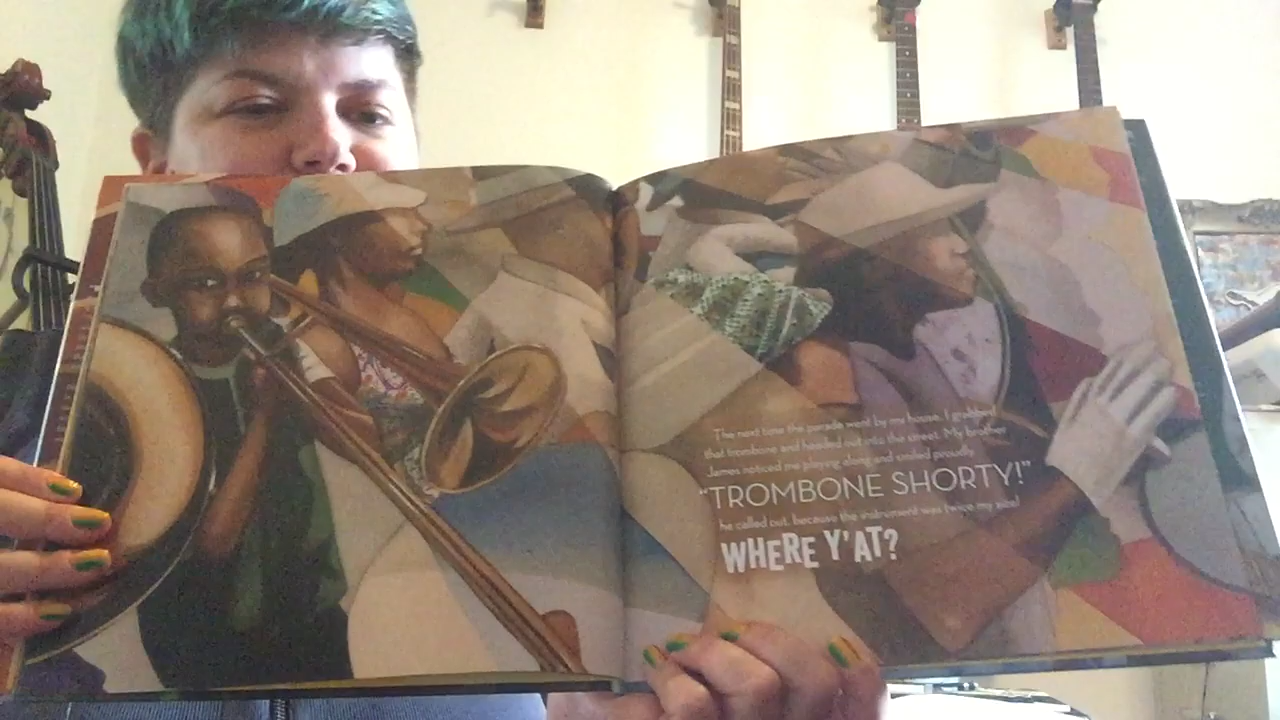 The next time the parade went by my house, I grabbed
that trombone and headed out into the street. My brother
James noticed me playing along and smiled proudly.
"TROMBONE SHORTY!"
he called out, because the instrument was twice my size!
WHERE Y'AT?